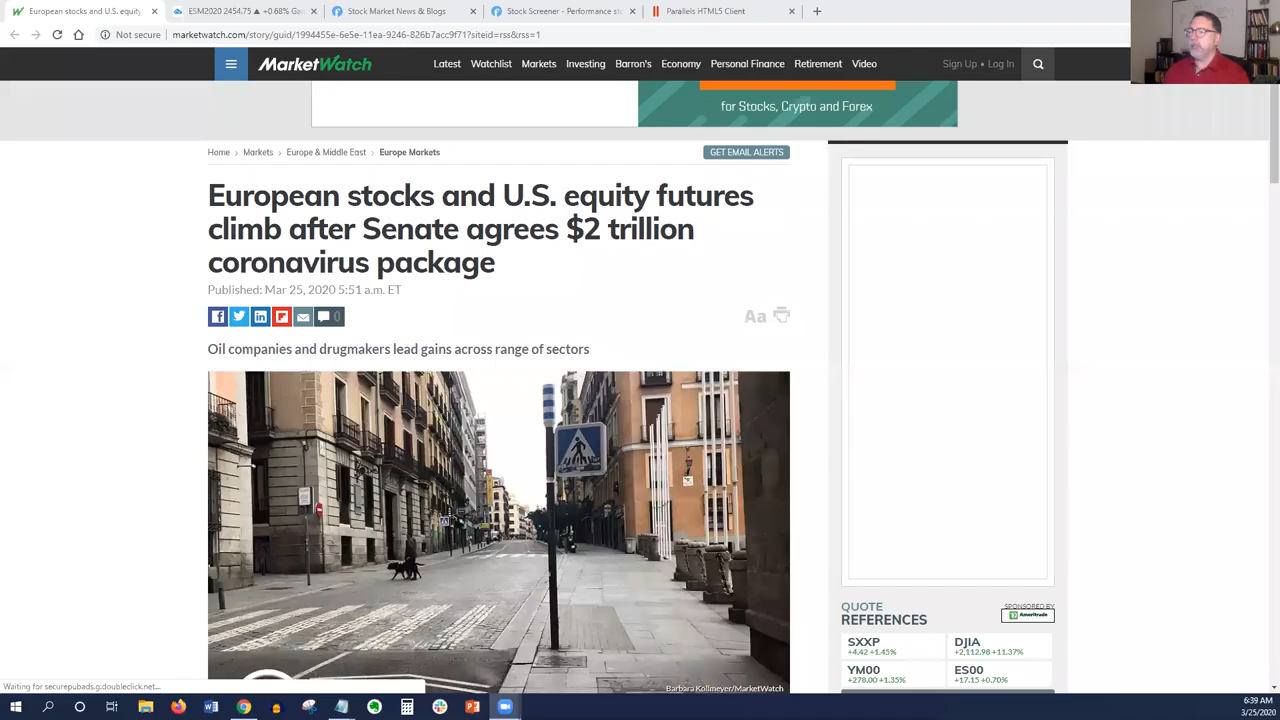 European stocks and U.S. equity
ESM2020 2454.75 ▲ +0.68% Gai
Stock Market News & Blogs
Stock Screener - Performance st
Parallels HTML5 Client
Not secure
marketwatch.com/story/guid/1994455e-6e5e-11ea-9246-826b7acc9f71?siteid=rss&rss=1
MarketWatch
Latest Watchlist Markets Investing Barron's Economy Personal Finance Retirement Video
Sign Up • Log In
for Stocks, Crypto and Forex
Home > Markets > Europe & Middle East > Europe Markets
GET EMAIL ALERTS
European stocks and U.S. equity futures
climb after Senate agrees $2 trillion
coronavirus package
Published: Mar 25, 2020 5:51 a.m. ET
0
Aa
Oil companies and drugmakers lead gains across range of sectors
Barbara Kollmeyer/MarketWatch
QUOTE
REFERENCES
SPONSORED BY
Ameritrade
SXXP
+4.42 +1.45%
DJIA
+2,112.98 +11.37%
YM00
+278.00 +1.35%
ES00
+17.15 +0.70%
Waiting for securepubads.g.doubleclick.net...
6:39 AM
3/25/2020